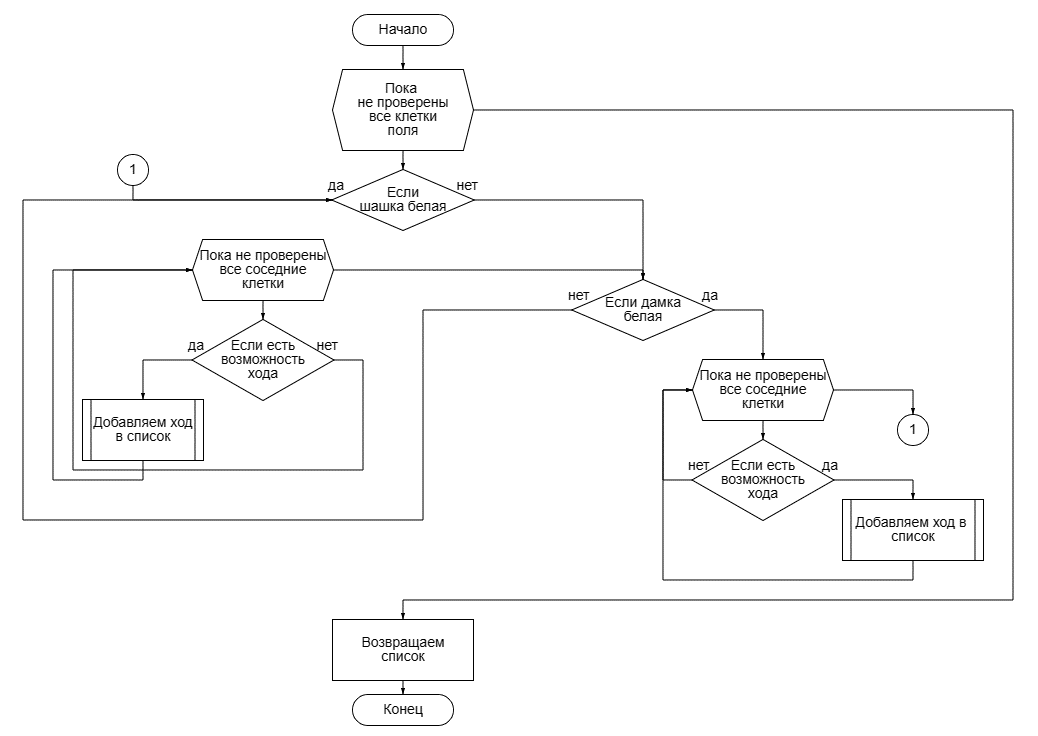 Начало
Пока
не проверены
все клетки
поля
1
да
нет
Если
шашка белая
Пока не проверены
все соседние
клетки
нет
да
Если дамка
белая
да
нет
Если есть
возможность
хода
Пока не проверены
все соседние
клетки
Добавляем ход
в список
1
нет
да
Если есть
возможность
хода
Добавляем ход в
список
Возвращаем
список
Конец